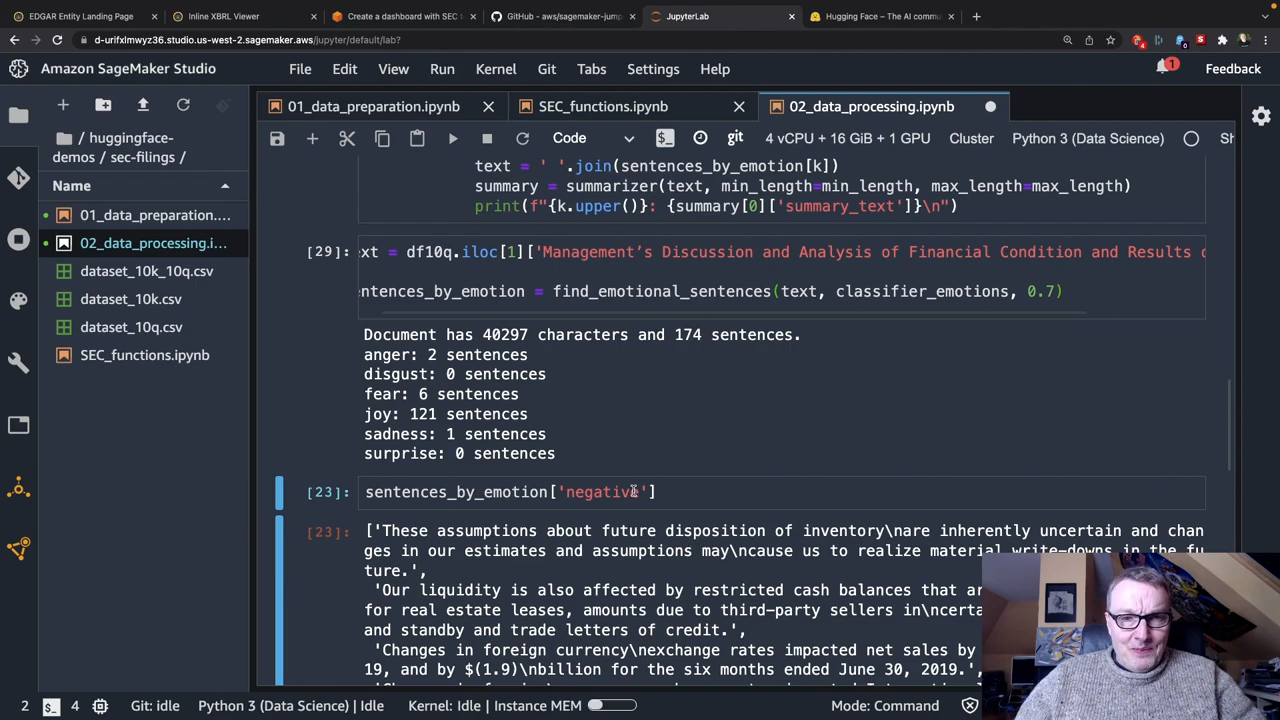 EDGAR Entity Landing Page
Inline XBRL Viewer
Create a dashboard with SEC
GitHub - aws/sagemaker-jump
JupyterLab
Hugging Face – The AI commu
d-urifxlmwyz36.studio.us-west-2.sagemaker.aws/jupyter/default/lab?
Amazon SageMaker Studio
File Edit View Run Kernel Git Tabs Settings Help
1
Feedback
01_data_preparation.ipynb
SEC_functions.ipynb
02_data_processing.ipynb
Code
git
4 vCPU + 16 GiB + 1 GPU
Cluster
Python 3 (Data Science)
Sh
/ huggingface-
demos / sec-filings /
Name
01_data_preparation....
02_data_processing.i...
dataset_10k_10q.csv
dataset_10k.csv
dataset_10q.csv
SEC_functions.ipynb
text = ' '.join(sentences_by_emotion[k])
summary = summarizer(text, min_length=min_length, max_length=max_length)
print(f"{k.upper()}: {summary[0]['summary_text']}\n")
[29]: ext = df10q.iloc[1]['Management’s Discussion and Analysis of Financial Condition and Results o
entences_by_emotion = find_emotional_sentences(text, classifier_emotions, 0.7)
Document has 40297 characters and 174 sentences.
anger: 2 sentences
disgust: 0 sentences
fear: 6 sentences
joy: 121 sentences
sadness: 1 sentences
surprise: 0 sentences
[23]: sentences_by_emotion['negative']
[23]: ['These assumptions about future disposition of inventory\nare inherently uncertain and chan
ges in our estimates and assumptions may\ncause us to realize material write-downs in the fu
ture.',
'Our liquidity is also affected by restricted cash balances that ar
for real estate leases, amounts due to third-party sellers in\ncerta
and standby and trade letters of credit.',
'Changes in foreign currency\nexchange rates impacted net sales by
19, and by $(1.9)\nbillion for the six months ended June 30, 2019.',
2
4
Git: idle
Python 3 (Data Science) | Idle
Kernel: Idle | Instance MEM
Mode: Command